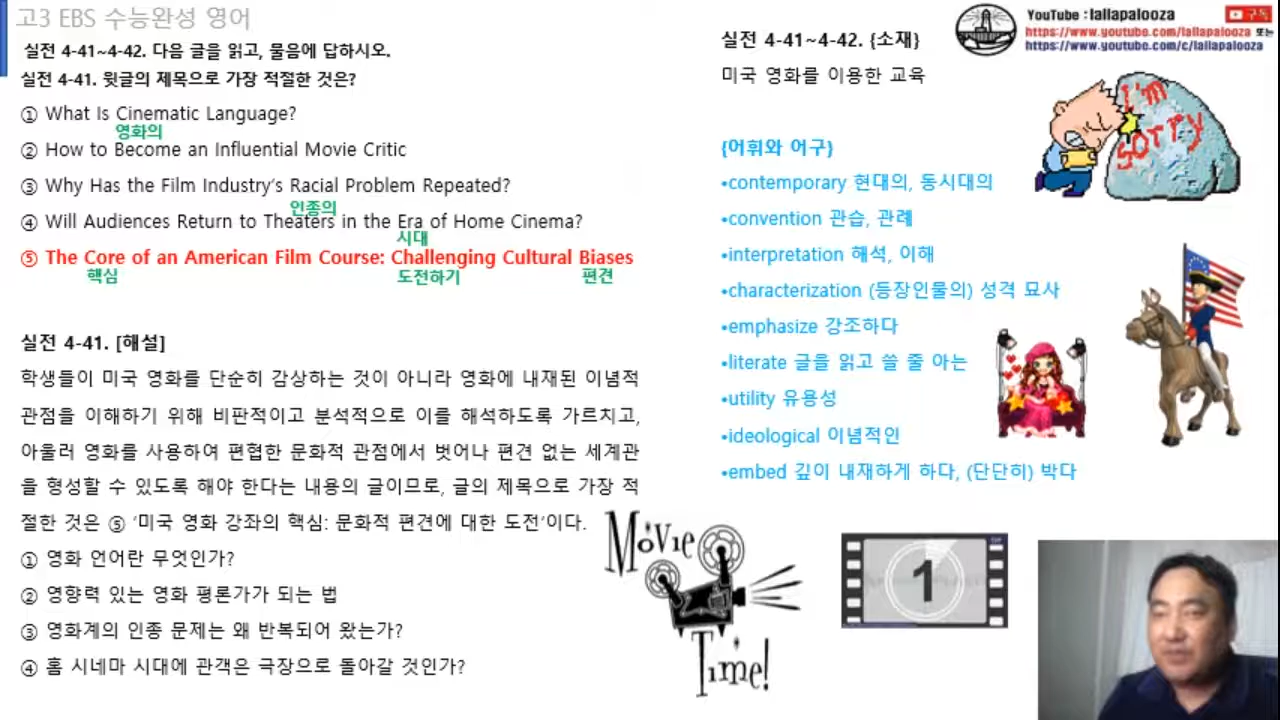 고3 EBS 수능완성 영어
실전 4-41~4-42. 다음 글을 읽고, 물음에 답하시오.
실전 4-41. 윗글의 제목으로 가장 적절한 것은?
① What Is Cinematic Language?
영화의
② How to Become an Influential Movie Critic
③ Why Has the Film Industry's Racial Problem Repeated?
인종의
④ Will Audiences Return to Theaters in the Era of Home Cinema?
시대
⑤ The Core of an American Film Course: Challenging Cultural Biases
핵심 도전하기 편견
실전 4-41. [해설]
학생들이 미국 영화를 단순히 감상하는 것이 아니라 영화에 내재된 이념적
관점을 이해하기 위해 비판적이고 분석적으로 이를 해석하도록 가르치고,
아울러 영화를 사용하여 편협한 문화적 관점에서 벗어나 편견 없는 세계관
을 형성할 수 있도록 해야 한다는 내용의 글이므로, 글의 제목으로 가장 적
절한 것은 ⑤ '미국 영화 강좌의 핵심: 문화적 편견에 대한 도전'이다.
① 영화 언어란 무엇인가?
② 영향력 있는 영화 평론가가 되는 법
③ 영화계의 인종 문제는 왜 반복되어 왔는가?
④ 홈 시네마 시대에 관객은 극장으로 돌아갈 것인가?
실전 4-41~4-42. {소재}
미국 영화를 이용한 교육
{어휘와 어구}
•contemporary 현대의, 동시대의
•convention 관습, 관례
•interpretation 해석, 이해
•characterization (등장인물의) 성격 묘사
•emphasize 강조하다
•literate 글을 읽고 쓸 줄 아는
•utility 유용성
•ideological 이념적인
•embed 깊이 내재하게 하다, (단단히) 박다
YouTube : lallapalooza
구독
https://www.youtube.com/lallapalooza 또는
https://www.youtube.com/c/lallapalooza
I'm
sorry
Movie
Time!
1